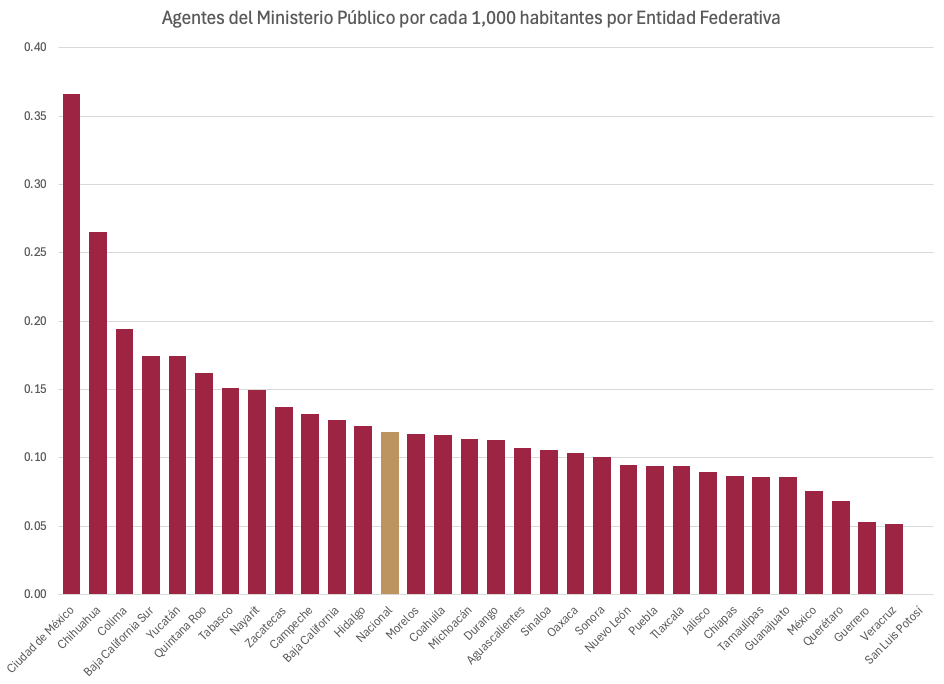 Agentes del Ministerio Público por cada 1,000 habitantes por Entidad Federativa
0.40
0.35
0.30
0.25
0.20
0.15
0.10
0.05
0.00
Ciudad de México
Chihuahua
Colima
Baja California Sur
Yucatán
Quintana Roo
Tabasco
Nayarit
Zacatecas
Campeche
Baja California
Hidalgo
Nacional
Morelos
Coahuila
Michoacán
Durango
Aguascalientes
Sinaloa
Oaxaca
Sonora
Nuevo León
Puebla
Tlaxcala
Jalisco
Chiapas
Tamaulipas
Guanajuato
México
Querétaro
Guerrero
Veracruz
San Luis Potosí